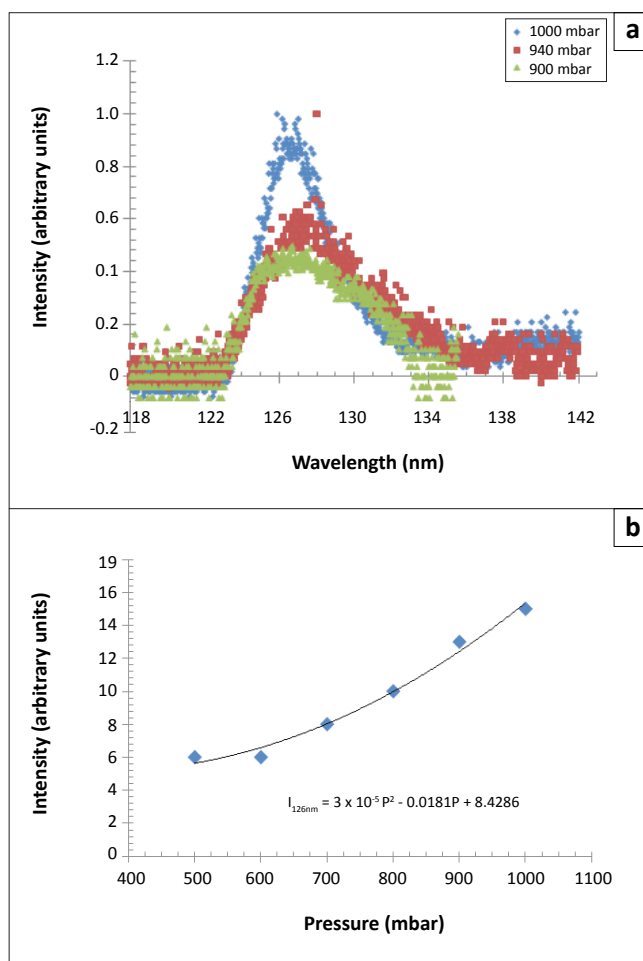 a
1000 mbar
940 mbar
900 mbar
1.2
1.0
0.8
0.6
0.1
0.2
0
-0.2
118 122 126 130 134 138 142
Intensity (arbitrary units)
Wavelength (nm)
b
19
16
14
12
10
8
6
4
2
0
400 500 600 700 800 900 1000 1100
Intensity (arbitrary units)
I₁₂₆ₙₘ = 3 x 10⁻⁵ P² - 0.0181P + 8.4286
Pressure (mbar)